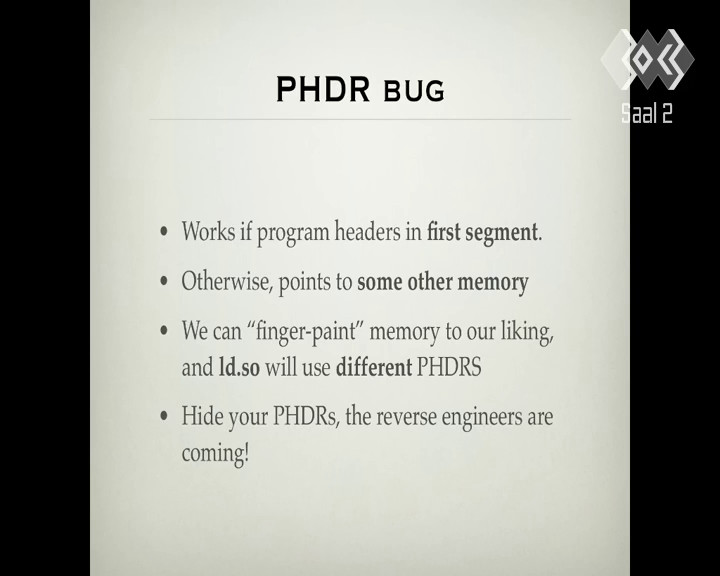 PHDR BUG
Saal 2
• Works if program headers in first segment.
• Otherwise, points to some other memory
• We can “finger-paint” memory to our liking,
and ld.so will use different PHDRS
• Hide your PHDRs, the reverse engineers are
coming!